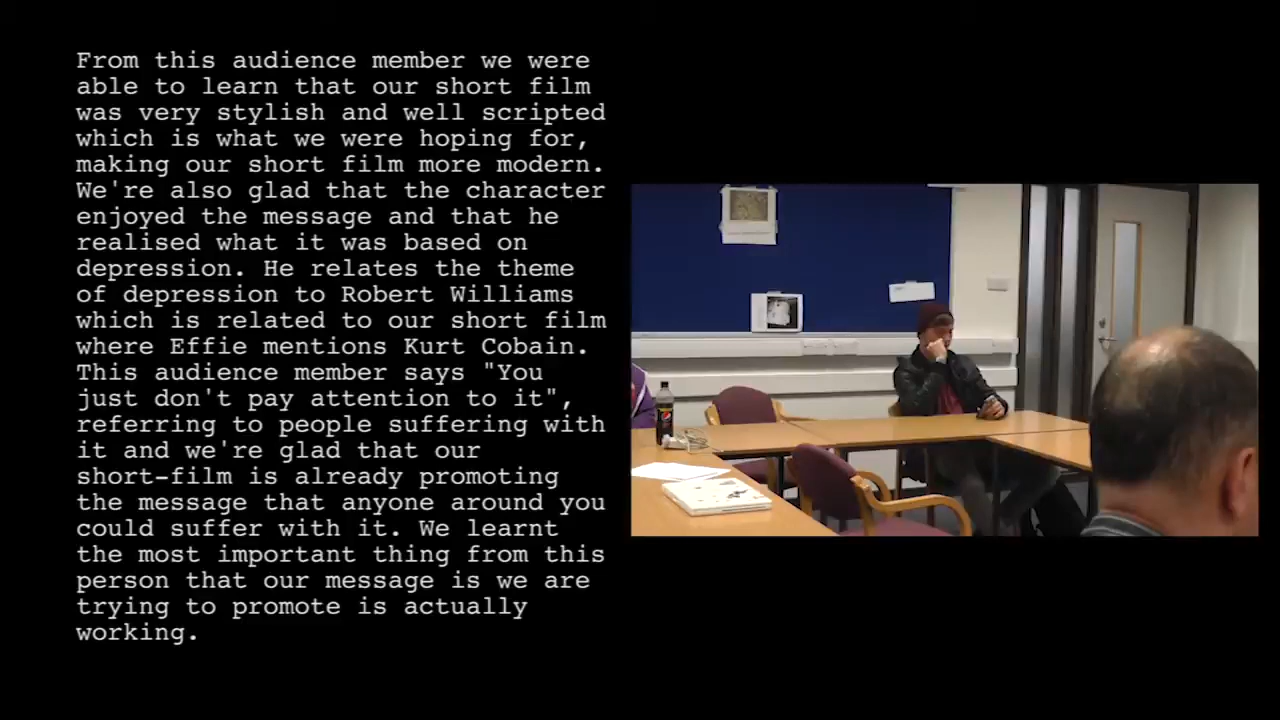 From this audience member we were
able to learn that our short film
was very stylish and well scripted
which is what we were hoping for,
making our short film more modern.
We're also glad that the character
enjoyed the message and that he
realised what it was based on
depression. He relates the theme
of depression to Robert Williams
which is related to our short film
where Effie mentions Kurt Cobain.
This audience member says "You
just don't pay attention to it",
referring to people suffering with
it and we're glad that our
short-film is already promoting
the message that anyone around you
could suffer with it. We learnt
the most important thing from this
person that our message is we are
trying to promote is actually
working.